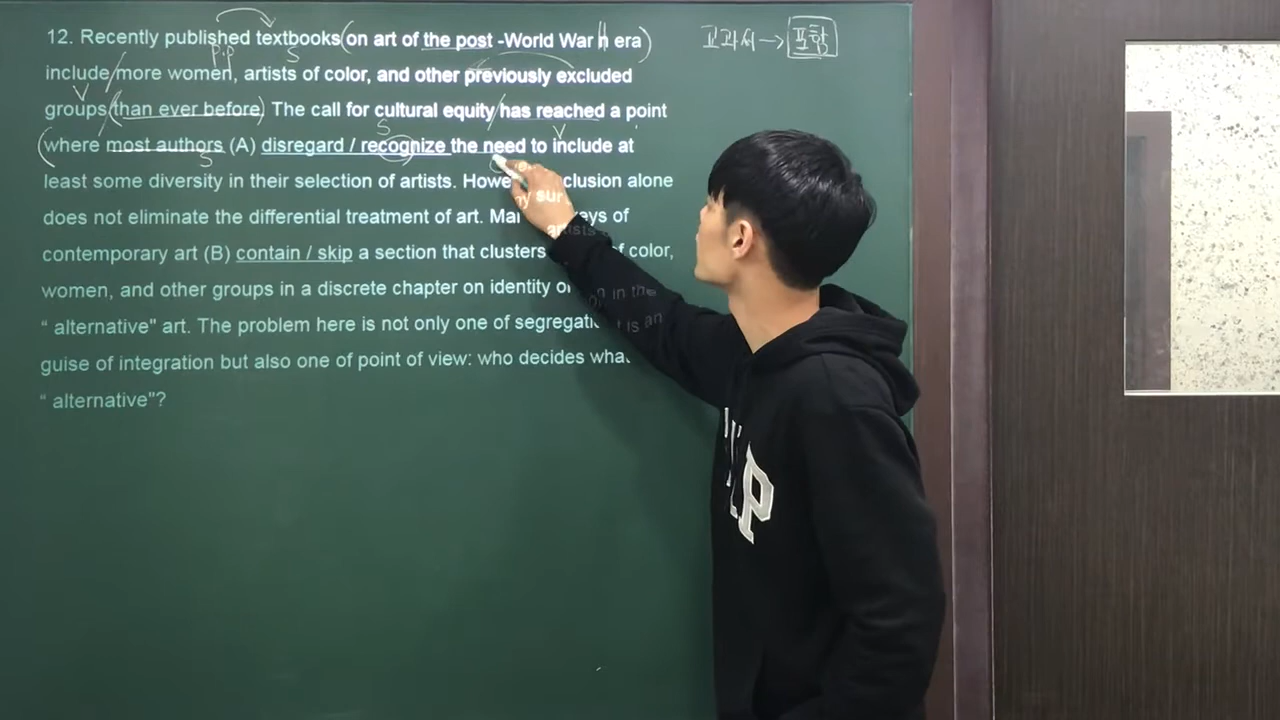 12. Recently published textbooks (on art of the post -World War II era)
include more women, artists of color, and other previously excluded
groups (than ever before). The call for cultural equity has reached a point
(where most authors (A) disregard / recognize the need to include at
least some diversity in their selection of artists. Howe clusion alone
does not eliminate the differential treatment of art. Man eys of
contemporary art (B) contain / skip a section that clusters of color,
women, and other groups in a discrete chapter on identity or in the
“ alternative" art. The problem here is not only one of segregatio is an
guise of integration but also one of point of view: who decides what
“ alternative"?
교과서 → 포함
p.p
S
V
S
V
S
P